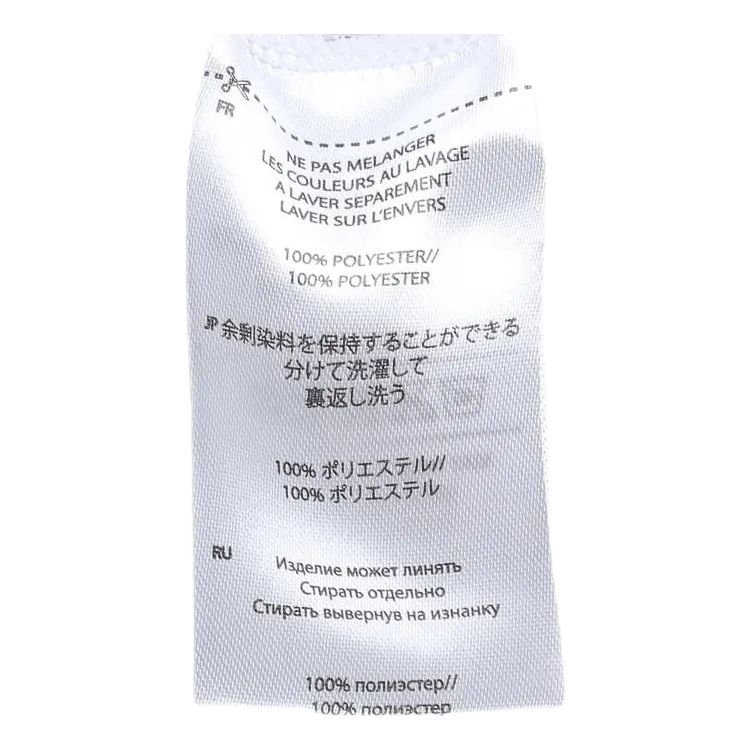 FR
NE PAS MELANGER
LES COULEURS AU LAVAGE
A LAVER SEPAREMENT
LAVER SUR L'ENVERS
100% POLYESTER//
100% POLYESTER
JP 余剰染料を保持することができる
分けて洗濯して
裏返し洗う
100% ポリエステル//
100% ポリエステル
RU
Изделие может линять
Стирать отдельно
Стирать вывернув на изнанку
100% полиэстер//
100% полиэстер